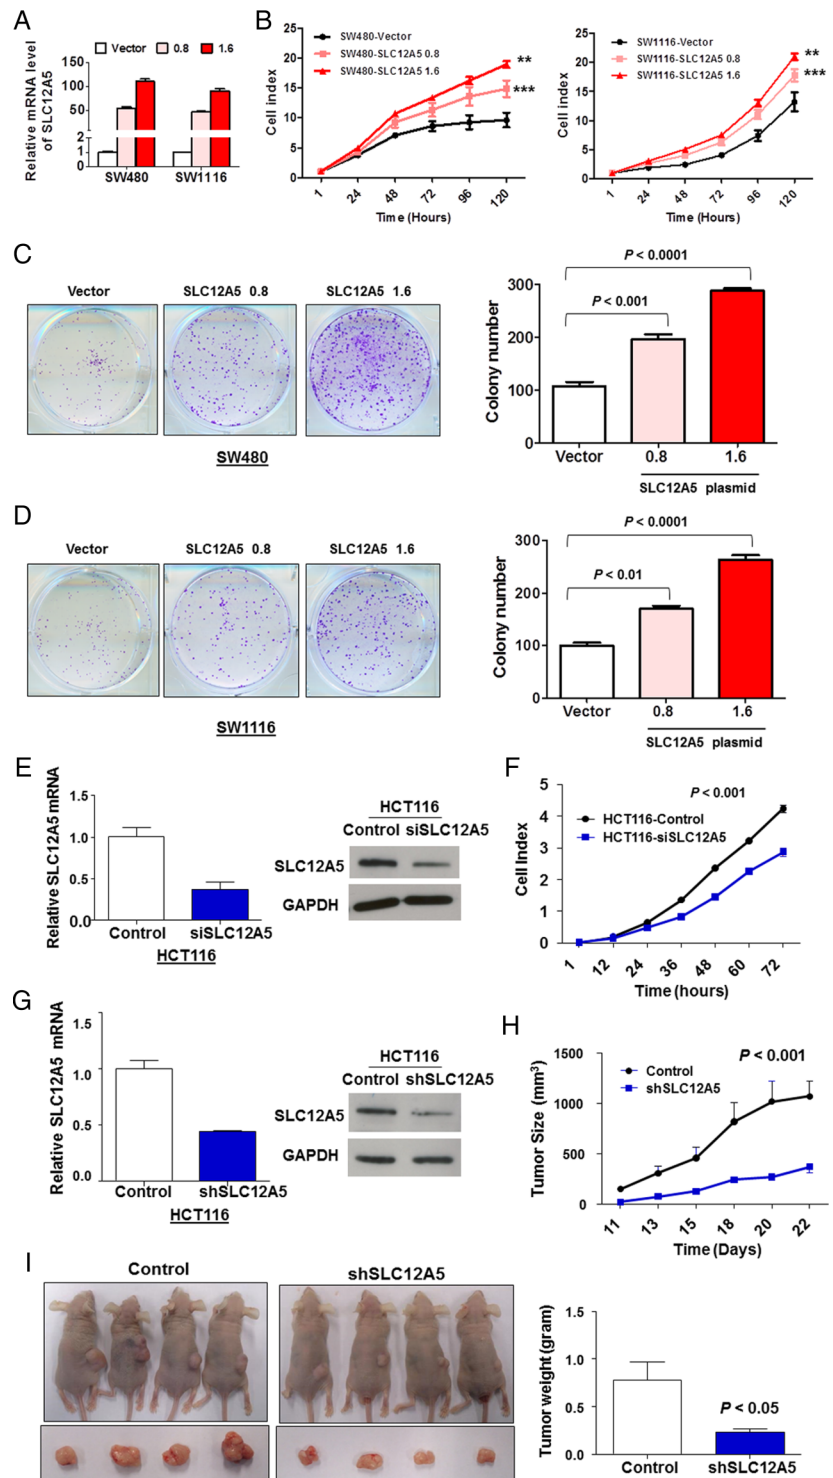 A
Relative mRNA level
of SLC12A5
Vector 0.8 1.6
150
100
50
2
1
0
SW480 SW1116
B
Cell index
25
20
15
10
5
0
SW480-Vector
SW480-SLC12A5 0.8
SW480-SLC12A5 1.6
**
***
1 24 48 72 96 120
Time (Hours)
Cell index
25
20
15
10
5
0
SW1116-Vector
SW1116-SLC12A5 0.8
SW1116-SLC12A5 1.6
**
***
1 24 48 72 96 120
Time (Hours)
C
Vector SLC12A5 0.8 SLC12A5 1.6
SW480
Colony number
300
200
100
0
P < 0.0001
P < 0.001
Vector 0.8 1.6
SLC12A5 plasmid
D
Vector SLC12A5 0.8 SLC12A5 1.6
SW1116
Colony number
300
200
100
0
P < 0.0001
P < 0.01
Vector 0.8 1.6
SLC12A5 plasmid
E
Relative SLC12A5 mRNA
1.5
1.0
0.5
0.0
Control siSLC12A5
HCT116
HCT116
Control siSLC12A5
SLC12A5
GAPDH
F
Cell Index
5
4
3
2
1
0
P < 0.001
HCT116-Control
HCT116-siSLC12A5
1 12 24 36 48 60 72
Time (hours)
G
Relative SLC12A5 mRNA
1.5
1.0
0.5
0.0
Control shSLC12A5
HCT116
HCT116
Control shSLC12A5
SLC12A5
GAPDH
H
Tumor Size (mm³)
1500
1000
500
0
P < 0.001
Control
shSLC12A5
11 13 15 18 20 22
Time (Days)
I
Control shSLC12A5
Tumor weight (gram)
1.5
1.0
0.5
0.0
P < 0.05
Control shSLC12A5